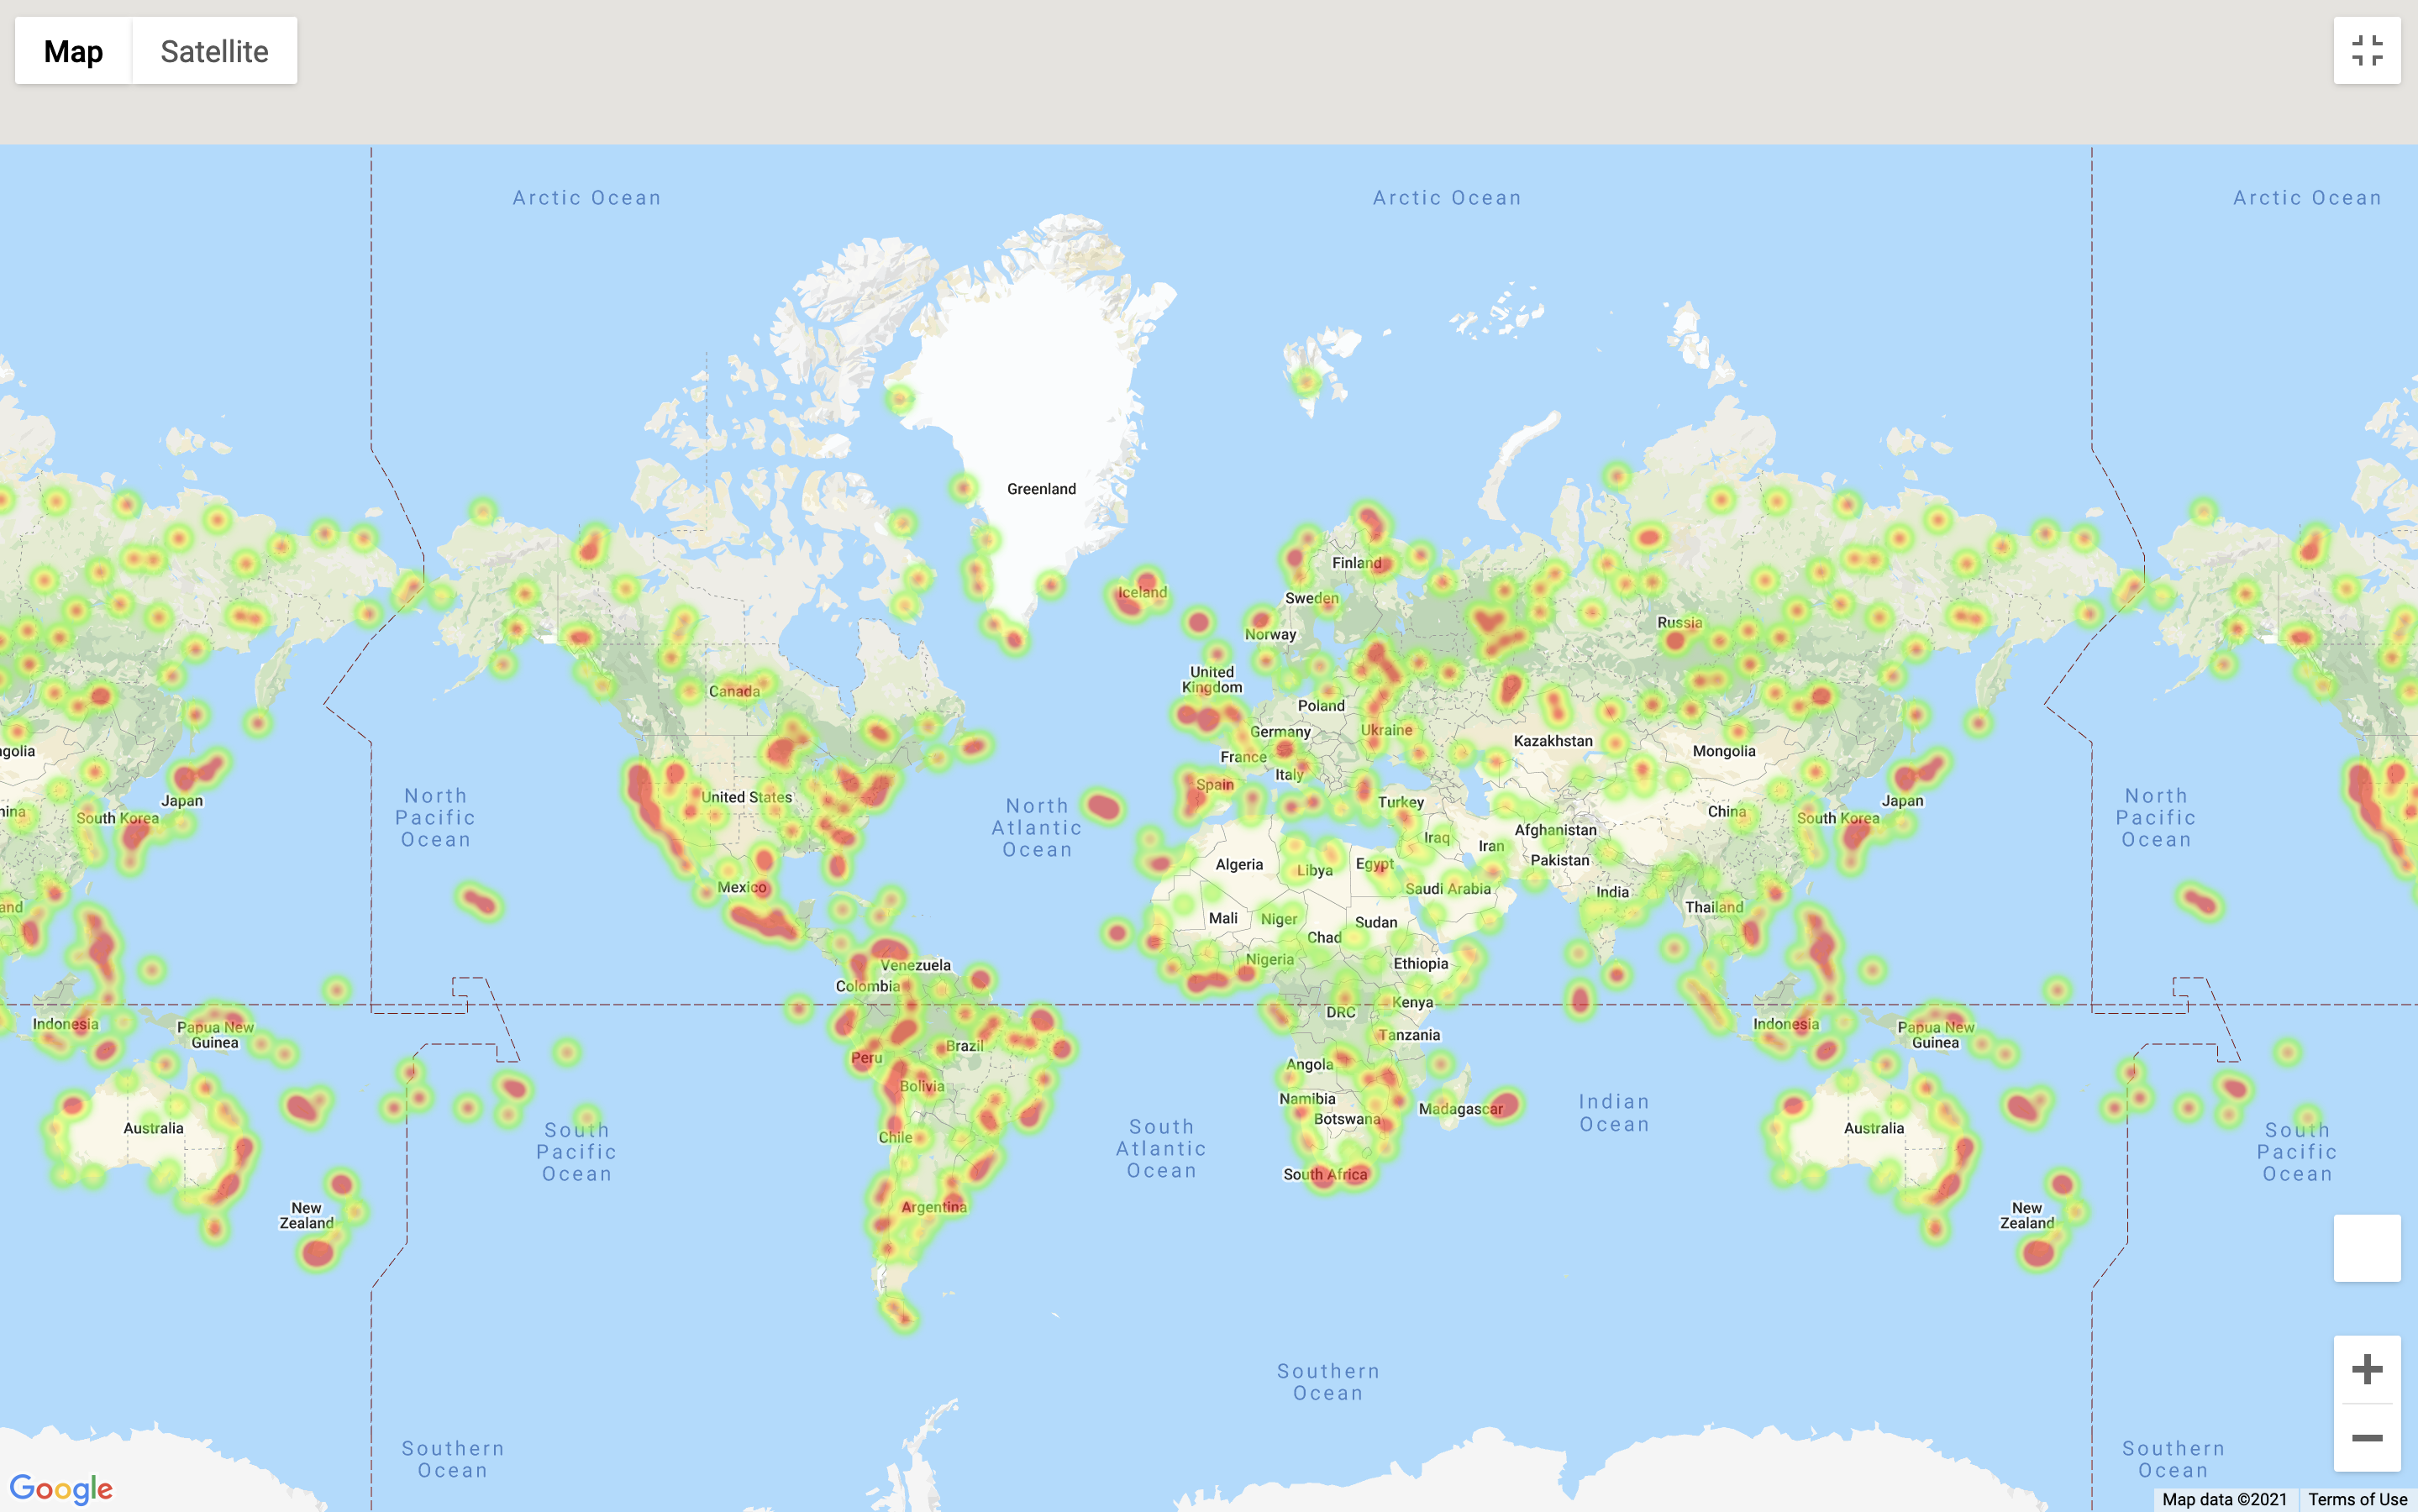 Map Satellite
Arctic Ocean
Arctic Ocean
Arctic Ocean
Greenland
Finland
Iceland
Sweden
Norway
Russia
United
Kingdom
Canada
Poland
Ukraine
Germany
Kazakhstan
Mongolia
ngolia
France
Italy
Spain
United States
Japan
Japan
North
Pacific
Ocean
North
Atlantic
Ocean
North
Pacific
Ocean
Turkey
China
hina
South Korea
South Korea
Afghanistan
Iraq
Iran
Pakistan
Algeria
Libya
Egypt
Saudi Arabia
India
Mexico
Thailand
and
Mali
Niger
Sudan
Chad
Nigeria
Ethiopia
Venezuela
Colombia
Kenya
DRC
Indonesia
Papua New
Guinea
Indonesia
Papua New
Guinea
Tanzania
Brazil
Peru
Angola
Bolivia
Namibia
Madagascar
Botswana
Indian
Ocean
Australia
Australia
Chile
South
Pacific
Ocean
South
Atlantic
Ocean
South
Pacific
Ocean
South Africa
Argentina
New
Zealand
New
Zealand
Southern
Ocean
Southern
Ocean
Southern
Ocean
Google
Map data ©2021 Terms of Use